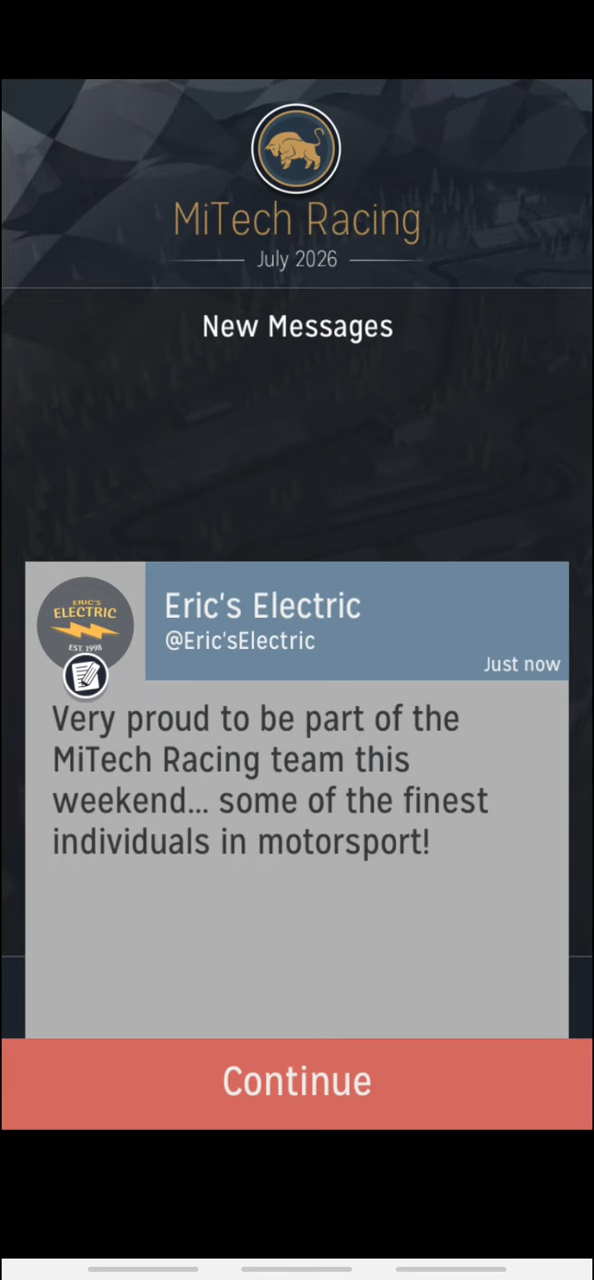 MiTech Racing
July 2026
New Messages
ERIC'S
ELECTRIC
EST. 1998
Eric's Electric
@Eric'sElectric
Just now
Very proud to be part of the
MiTech Racing team this
weekend... some of the finest
individuals in motorsport!
Continue